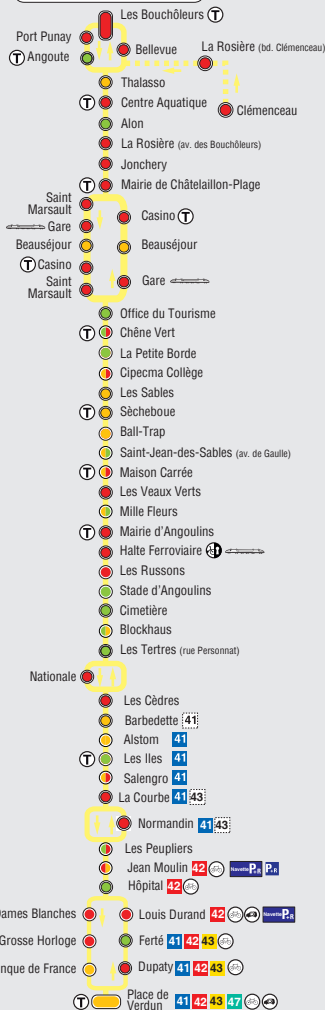 Les Bouchôleurs T
Port Punay
Bellevue
La Rosière (bd. Clémenceau)
T Angoute
Thalasso
T Centre Aquatique
Clémenceau
Alon
La Rosière (av. des Bouchôleurs)
Jonchery
T Mairie de Châtelaillon-Plage
Saint
Marsault
Casino T
Gare
Beauséjour
Beauséjour
T Casino
Gare
Saint
Marsault
Office du Tourisme
T Chêne Vert
La Petite Borde
Cipecma Collège
Les Sables
T Sècheboue
Ball-Trap
Saint-Jean-des-Sables (av. de Gaulle)
T Maison Carrée
Les Veaux Verts
Mille Fleurs
T Mairie d'Angoulins
Halte Ferroviaire
Les Russons
Stade d'Angoulins
Cimetière
Blockhaus
Les Tertres (rue Personnat)
Nationale
Les Cèdres
Barbedette 41
Alstom 41
T Les Iles 41
Salengro 41
La Courbe 41 43
Normandin 41 43
Les Peupliers
Jean Moulin 42 Navette P+R P+R
Hôpital 42
Dames Blanches
Louis Durand 42 Navette P+R
Grosse Horloge
Ferté 41 42 43
nque de France
Dupaty 41 42 43
T Place de
Verdun 41 42 43 47